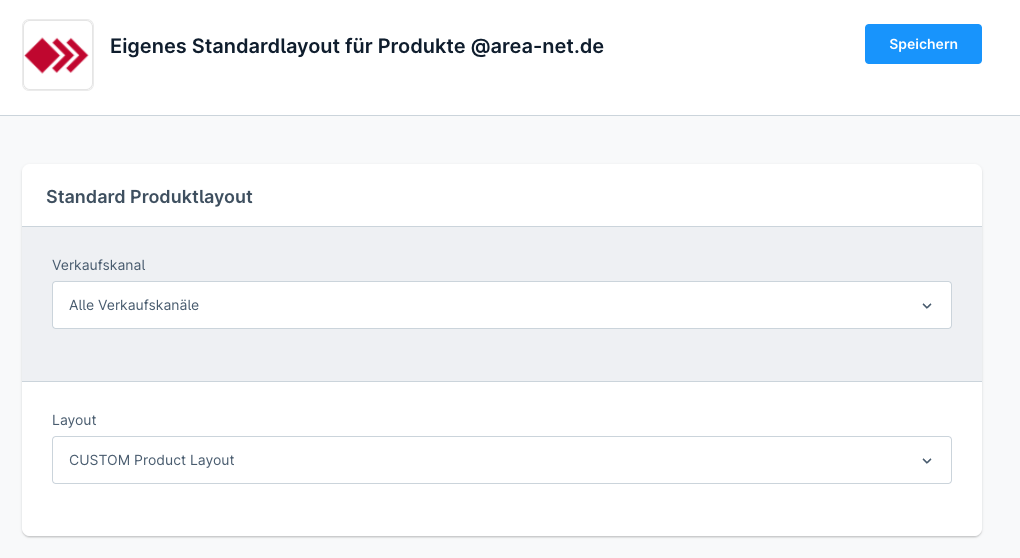 Eigenes Standardlayout für Produkte @area-net.de
Speichern
Standard Produktlayout
Verkaufskanal
Alle Verkaufskanäle
Layout
CUSTOM Product Layout